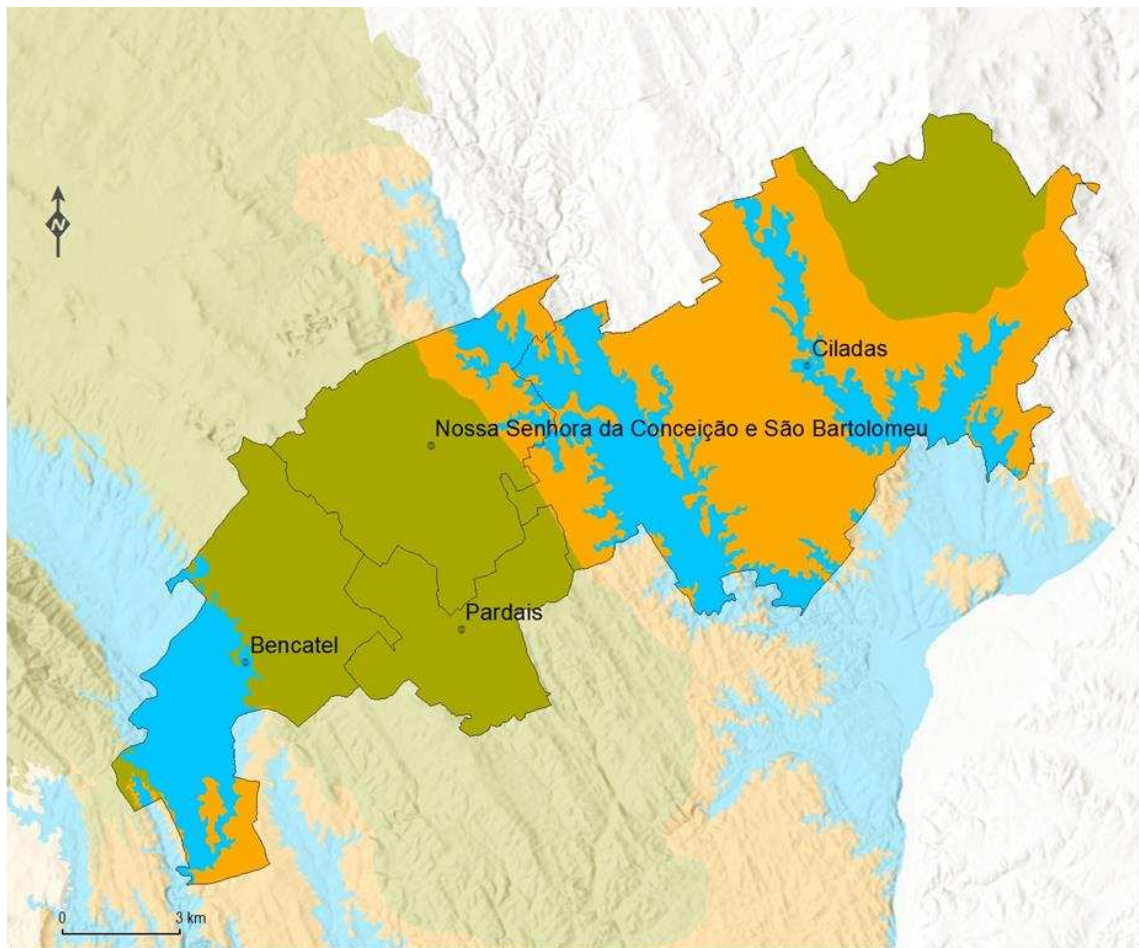 N
Ciladas
Nossa Senhora da Conceição e São Bartolomeu
Pardais
Bencatel
0 3 km